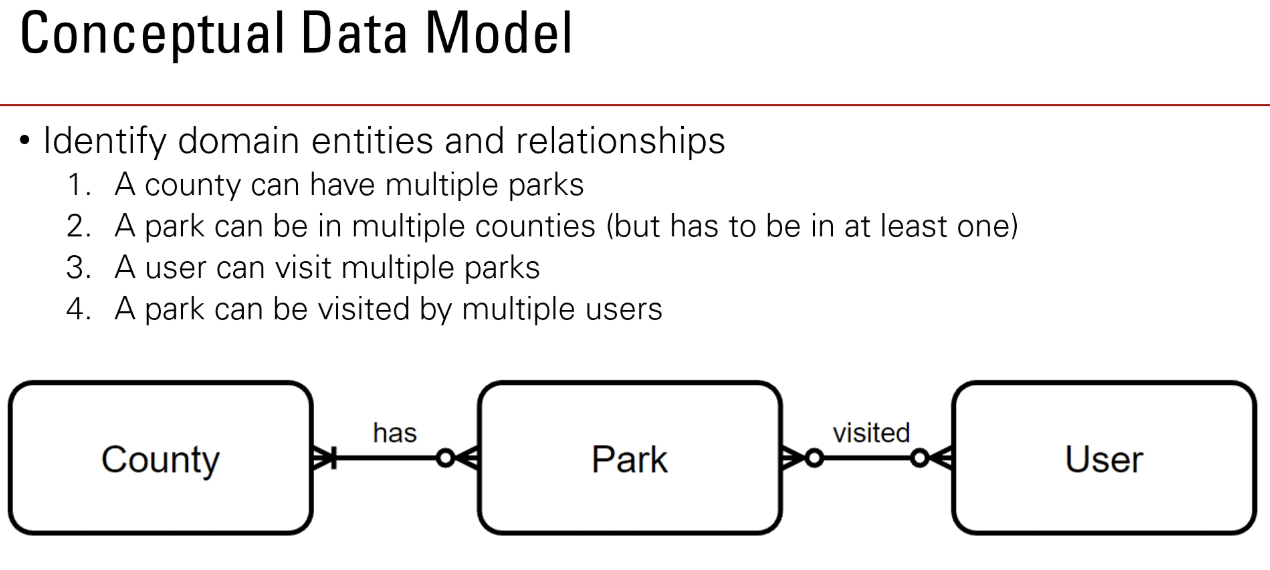 Conceptual Data Model
• Identify domain entities and relationships
1. A county can have multiple parks
2. A park can be in multiple counties (but has to be in at least one)
3. A user can visit multiple parks
4. A park can be visited by multiple users
County
has
Park
visited
User